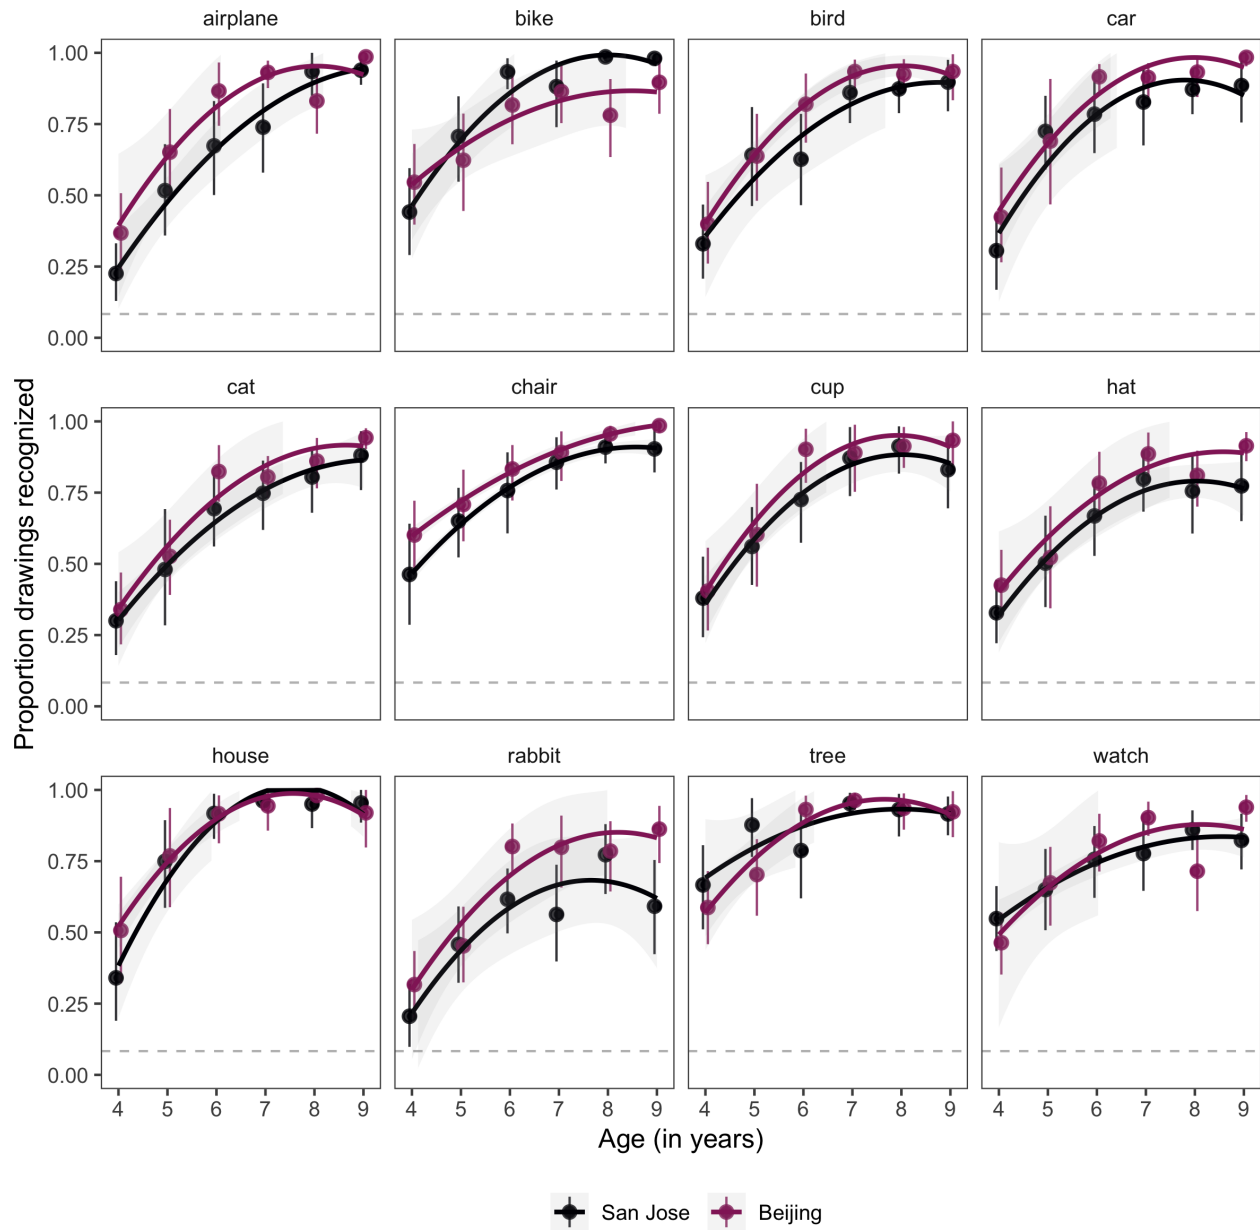 airplane bike bird car
1.00
0.75
0.50
0.25
0.00
cat chair cup hat
1.00
0.75
0.50
0.25
0.00
Proportion drawings recognized
house rabbit tree watch
1.00
0.75
0.50
0.25
0.00
4 5 6 7 8 9 4 5 6 7 8 9 4 5 6 7 8 9 4 5 6 7 8 9
Age (in years)
San Jose Beijing